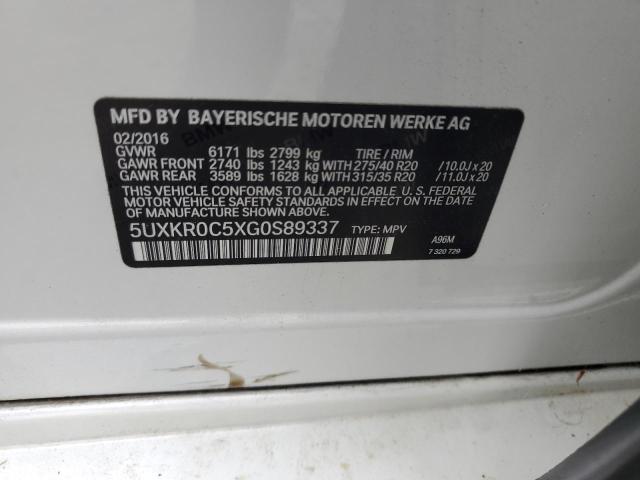 MFD BY BAYERISCHE MOTOREN WERKE AG
02/2016
GVWR 6171 lbs 2799 kg TIRE / RIM
GAWR FRONT 2740 lbs 1243 kg WITH 275/40 R20 /10.0J x 20
GAWR REAR 3589 lbs 1628 kg WITH 315/35 R20 /11.0J x 20
THIS VEHICLE CONFORMS TO ALL APPLICABLE U. S. FEDERAL
MOTOR VEHICLE SAFETY STANDARDS IN EFFECT ON THE
DATE OF MANUFACTURE SHOWN ABOVE.
5UXKR0C5XG0S89337 TYPE: MPV
A96M
7 320 729